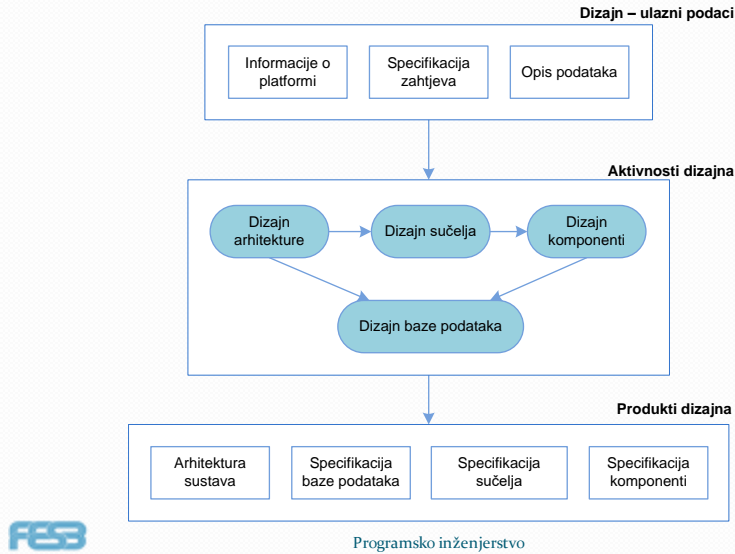 Dizajn – ulazni podaci
Informacije o
platformi
Specifikacija
zahtjeva
Opis podataka
Aktivnosti dizajna
Dizajn
arhitekture
Dizajn sučelja
Dizajn
komponenti
Dizajn baze podataka
Produkti dizajna
Arhitektura
sustava
Specifikacija
baze podataka
Specifikacija
sučelja
Specifikacija
komponenti
FESB
Programsko inženjerstvo